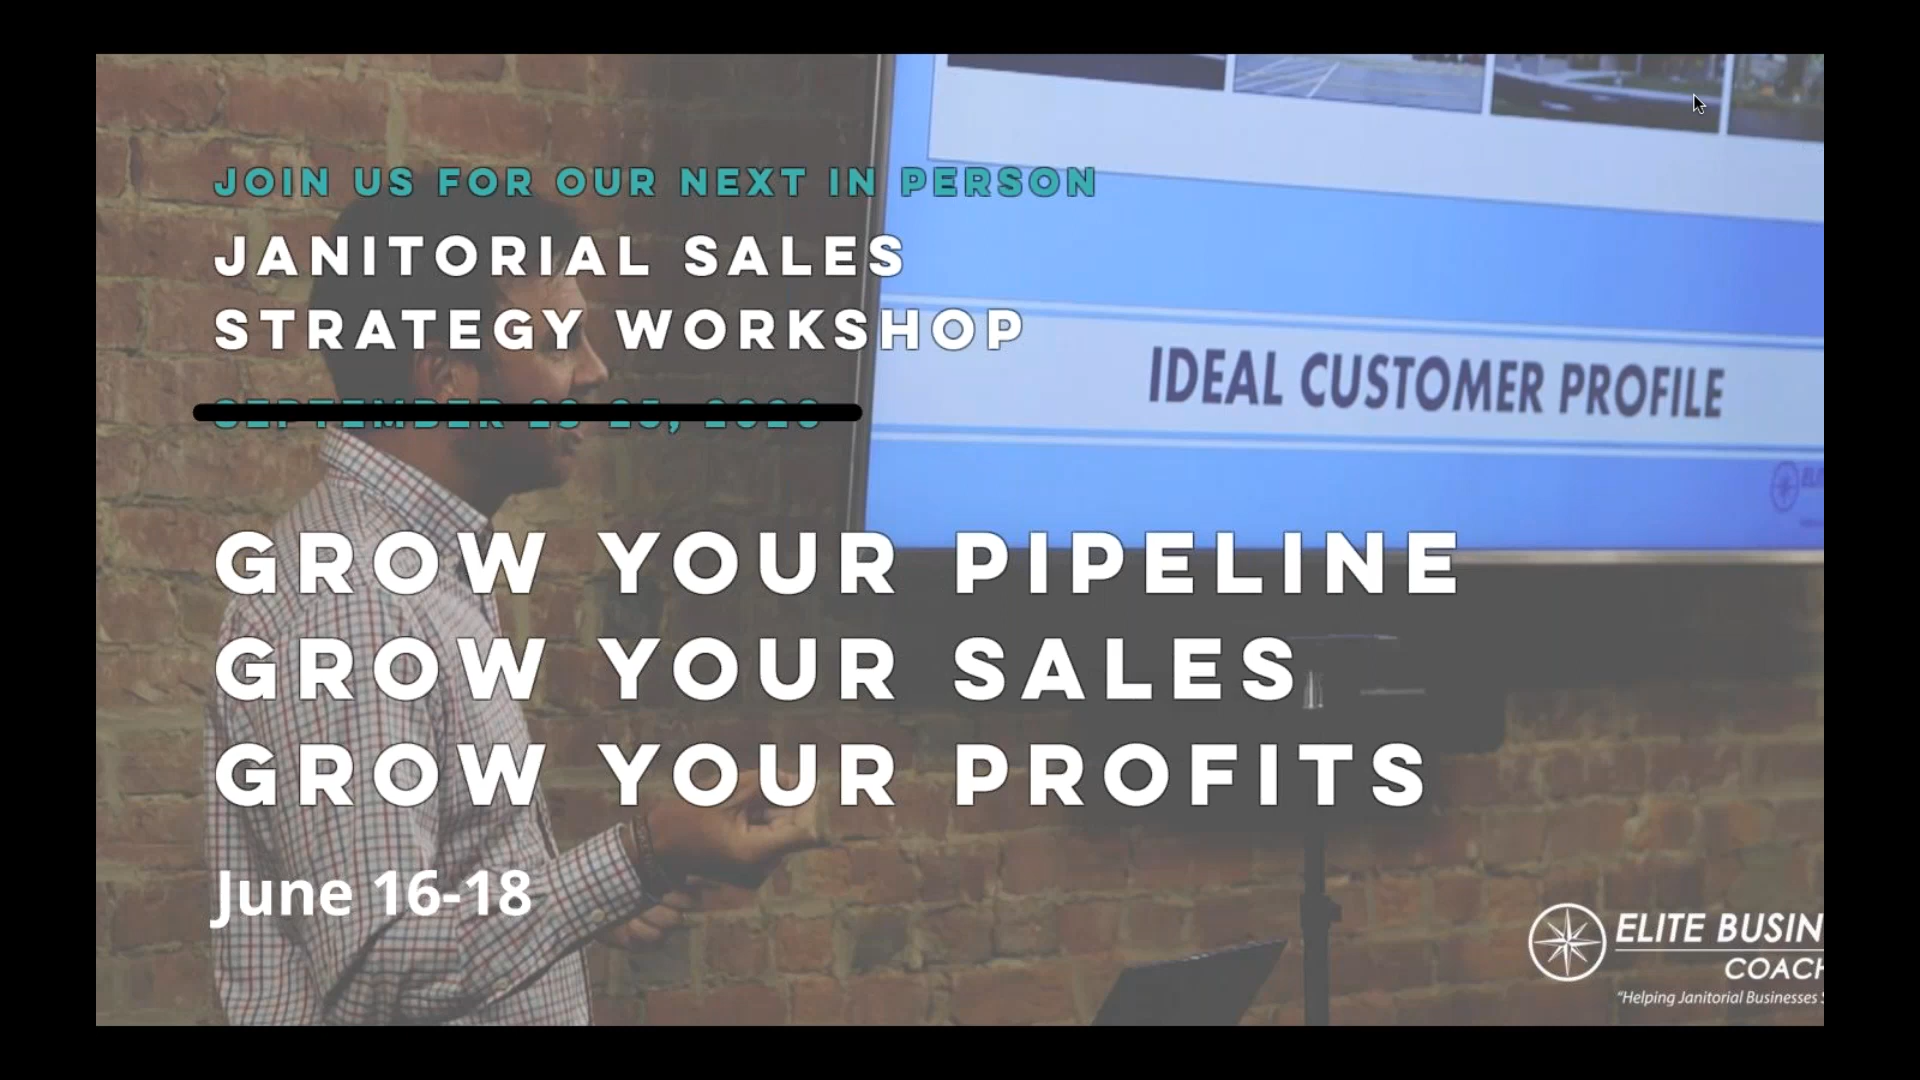 JOIN US FOR OUR NEXT IN PERSON
JANITORIAL SALES
STRATEGY WORKSHOP
IDEAL CUSTOMER PROFILE
GROW YOUR PIPELINE
GROW YOUR SALES
GROW YOUR PROFITS
June 16-18
ELITE BUSIN
COACH
"Helping Janitorial Businesses